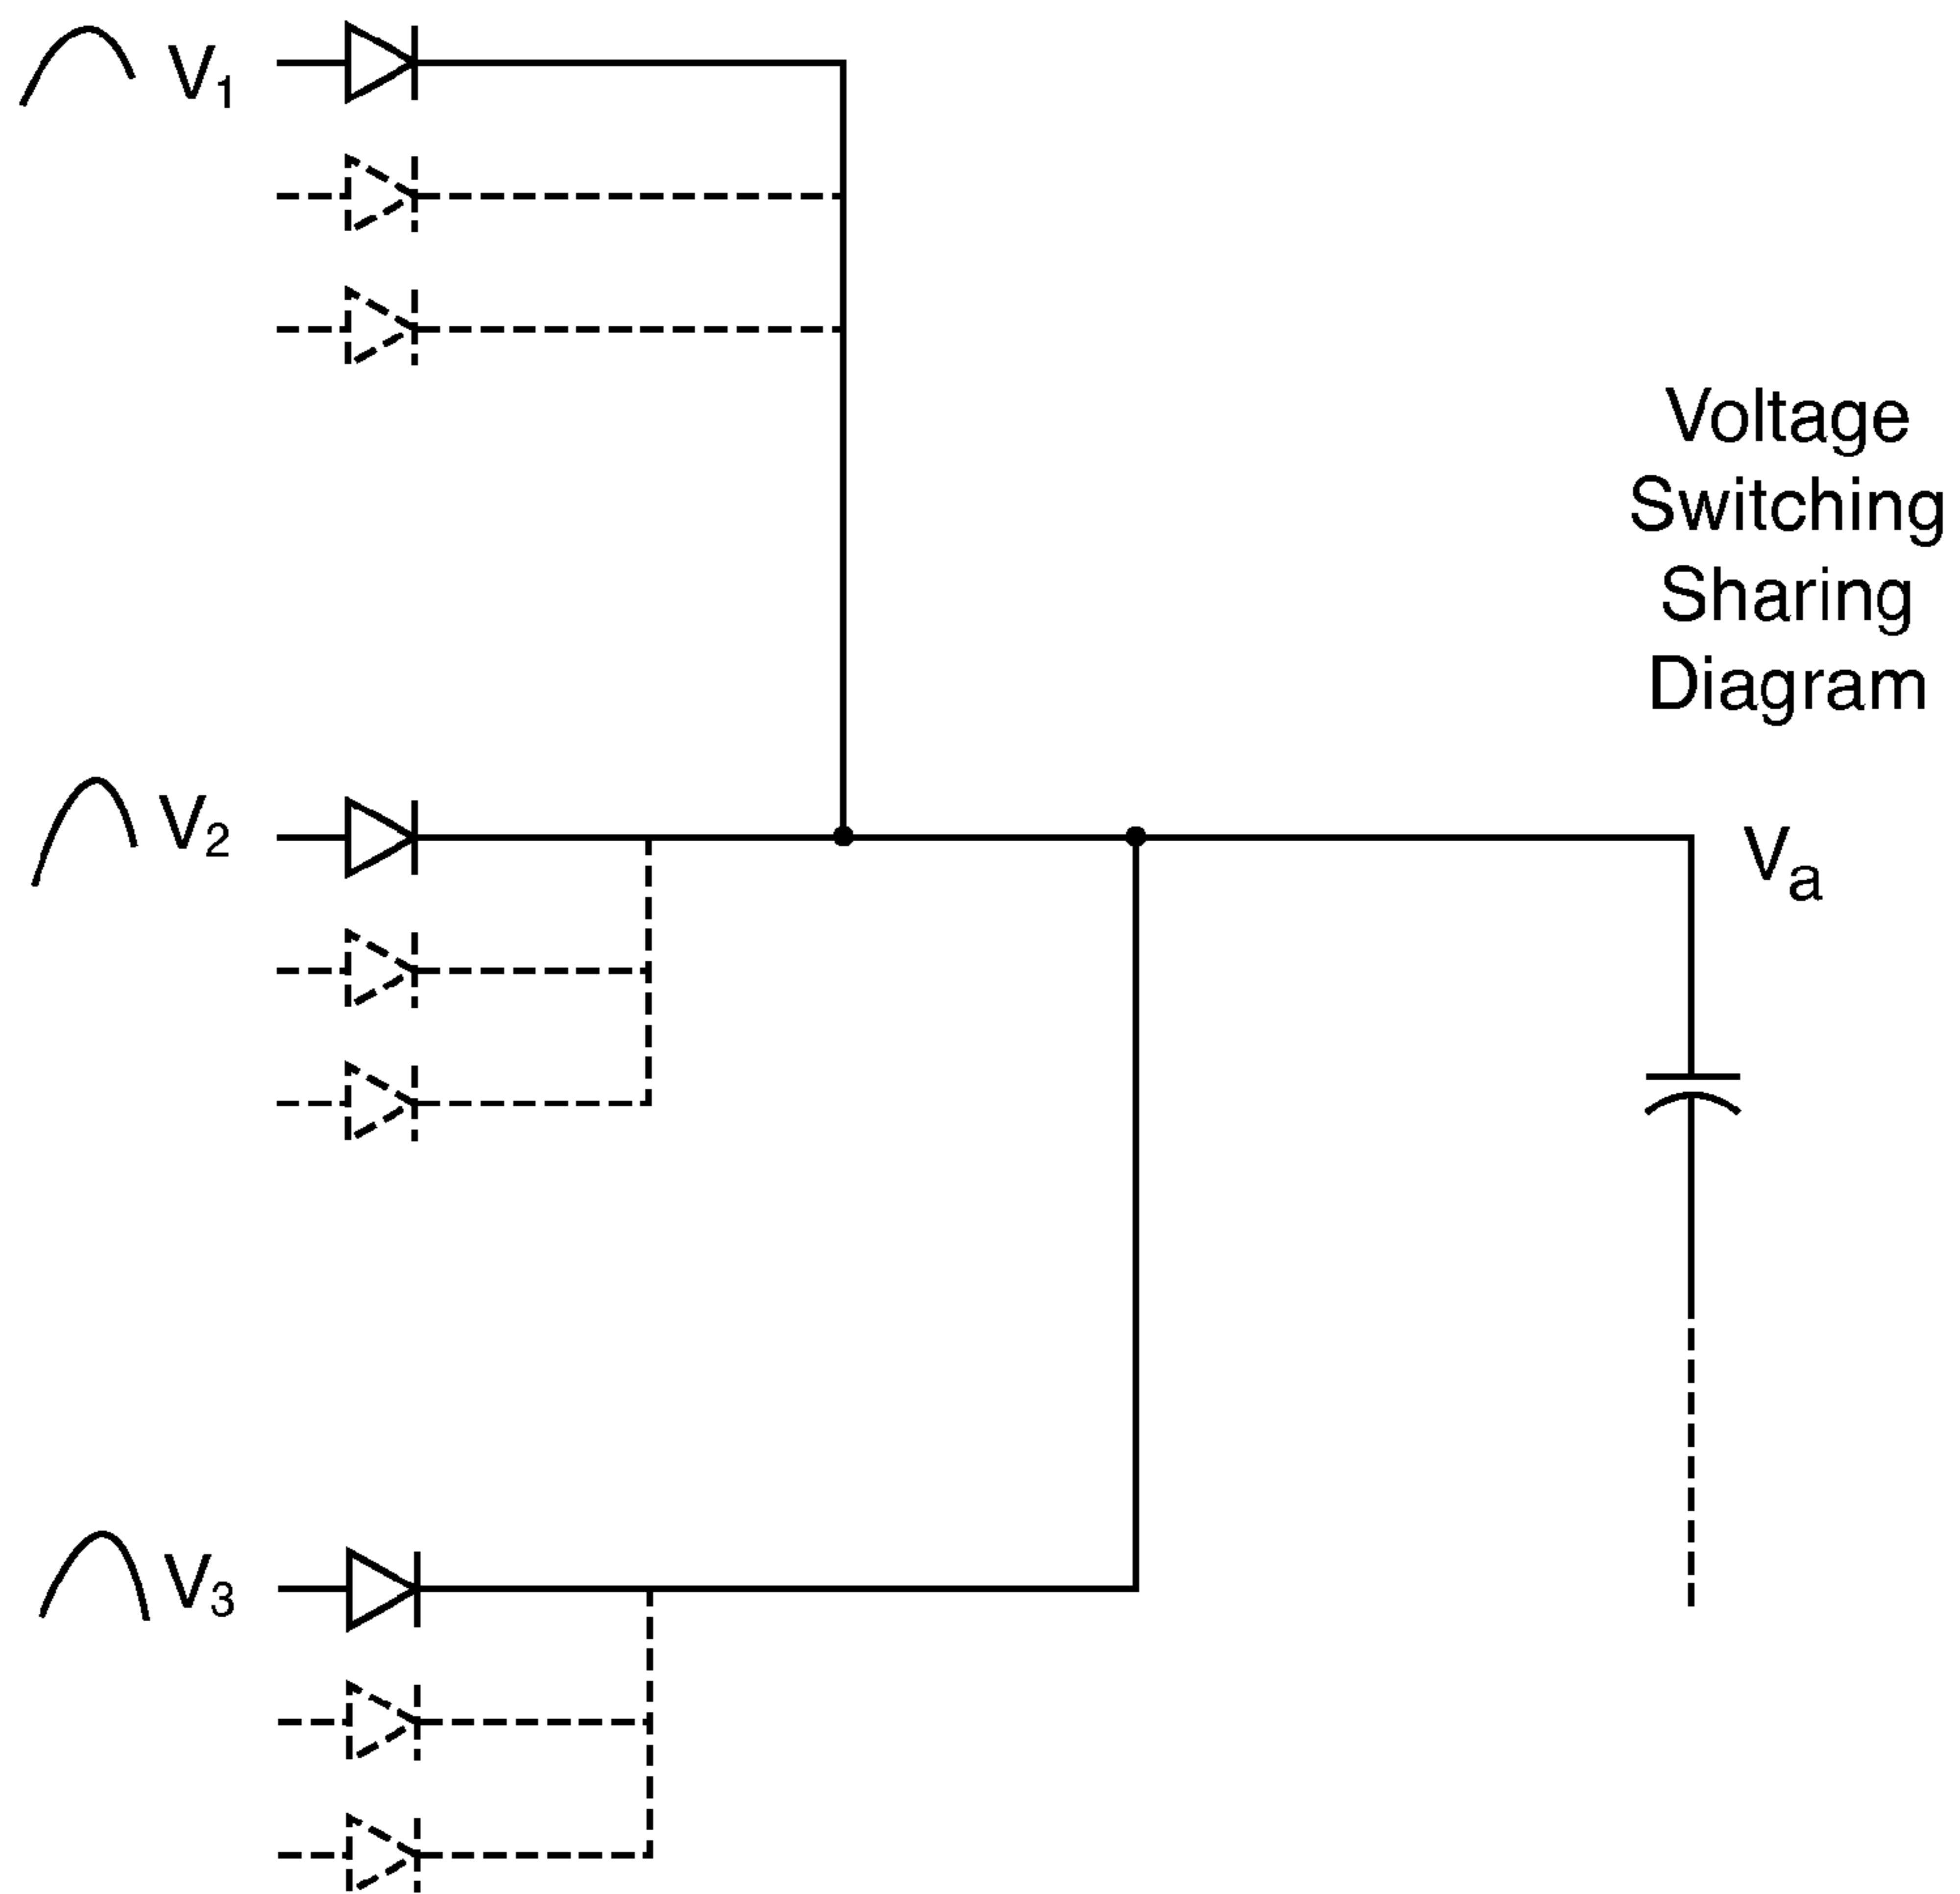 V1
Voltage
Switching
Sharing
Diagram
V2
Va
V3